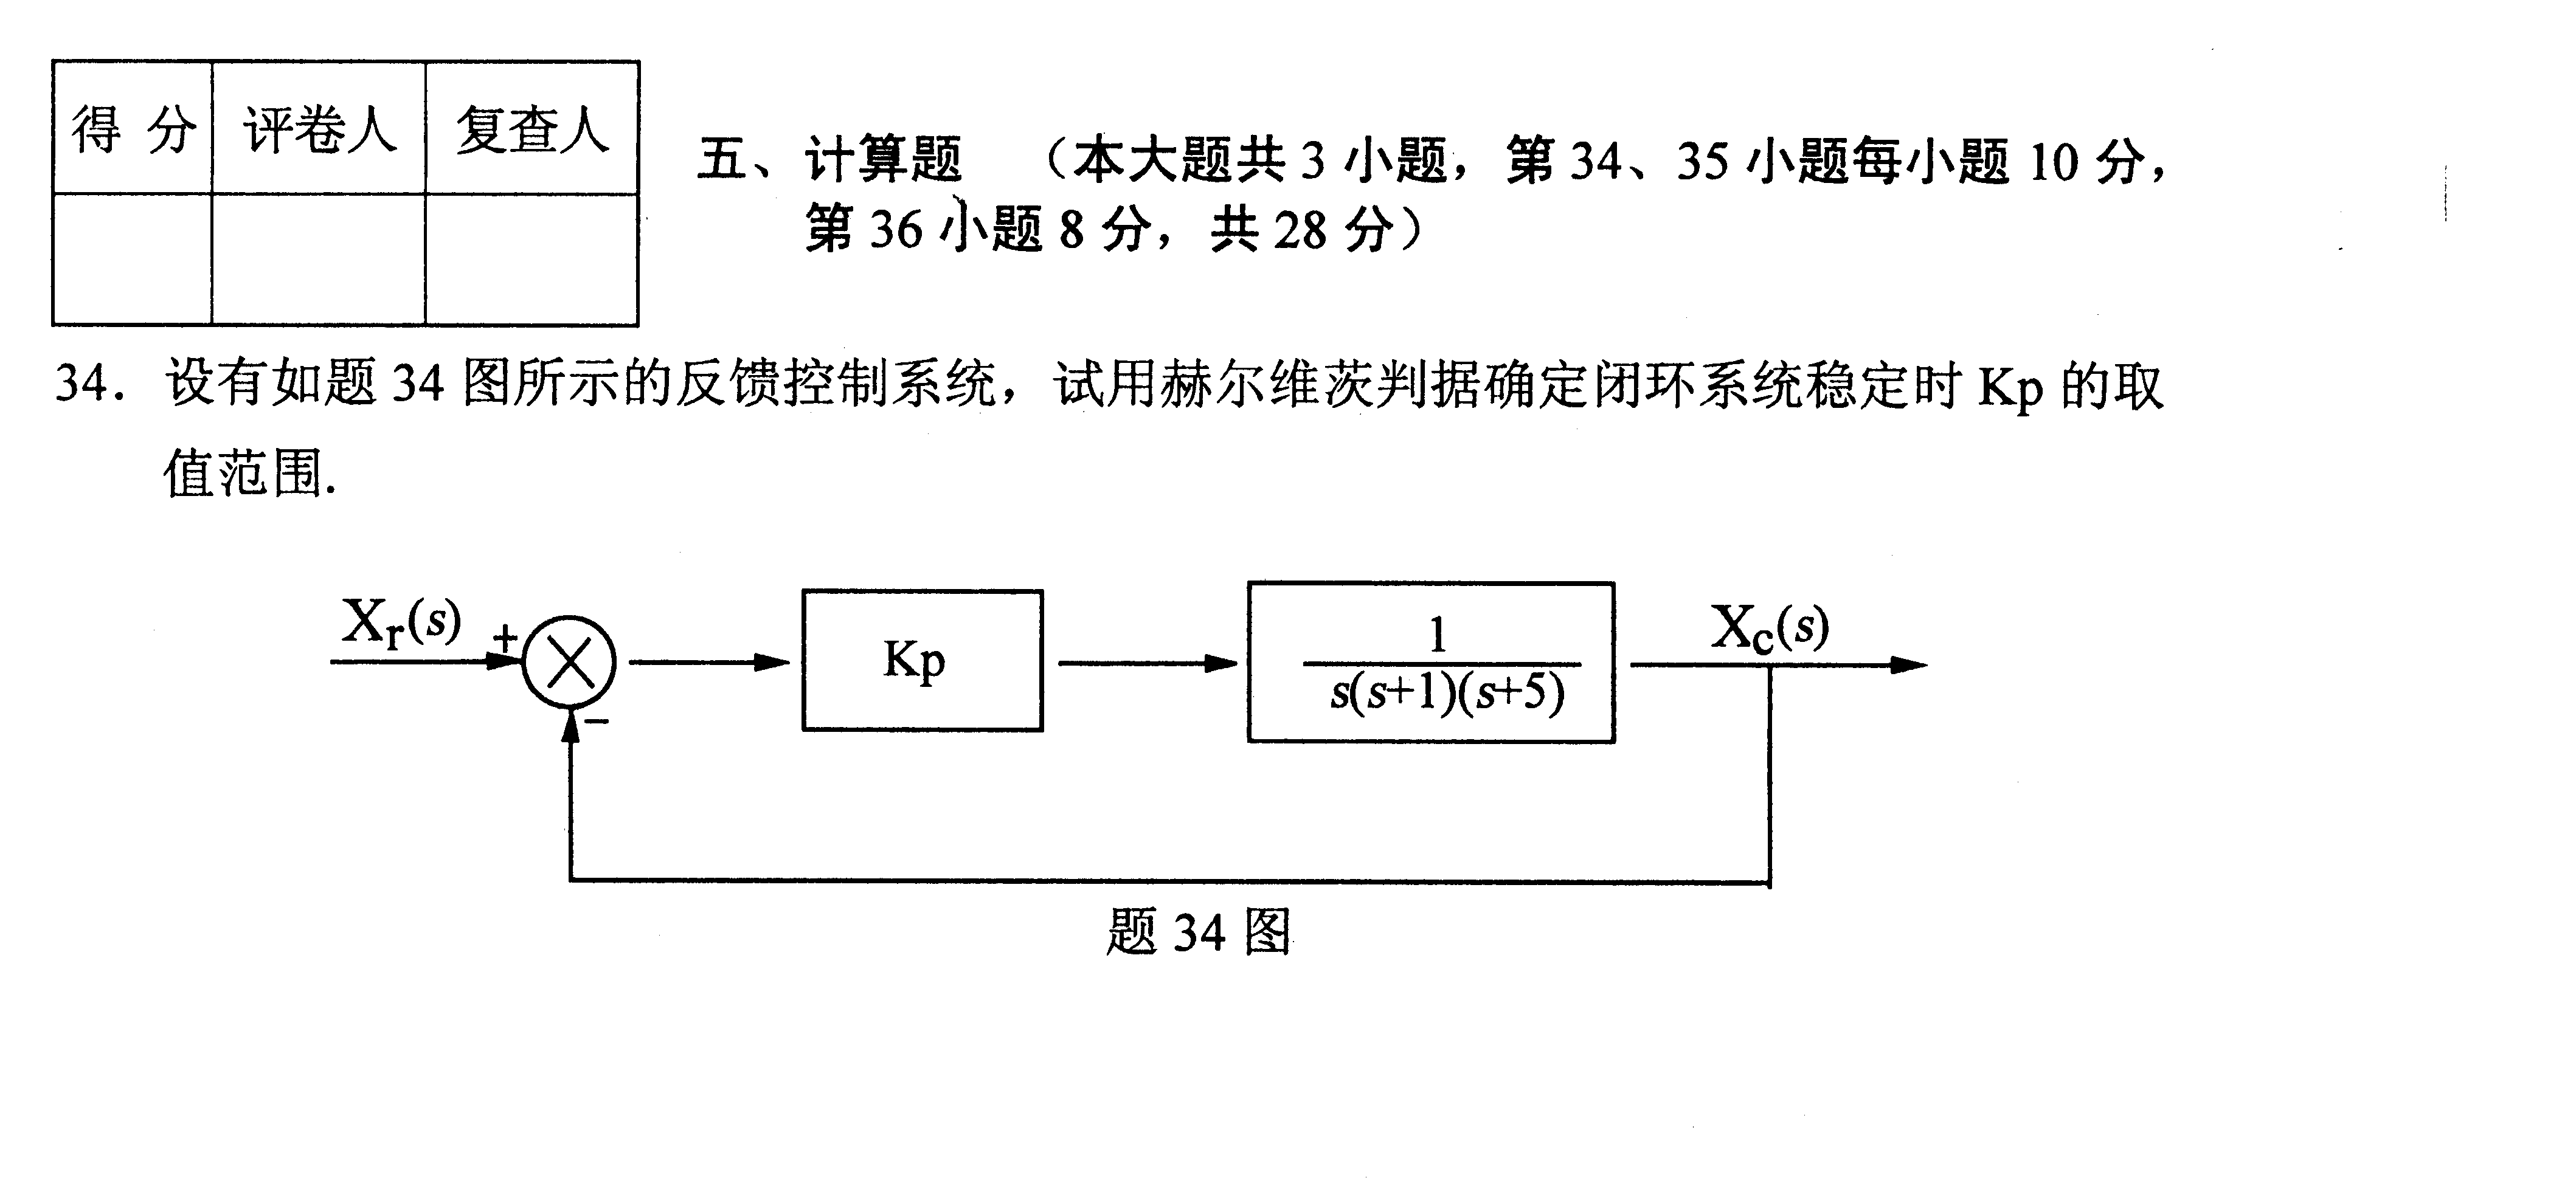 得 分 评卷人 复查人
五、计算题 （本大题共 3 小题，第 34、35 小题每小题 10 分，
第 36 小题 8 分，共 28 分）
34. 设有如题 34 图所示的反馈控制系统，试用赫尔维茨判据确定闭环系统稳定时 Kp 的取
值范围.
Xr(s)
+
−
Kp
1
s(s+1)(s+5)
Xc(s)
题 34 图